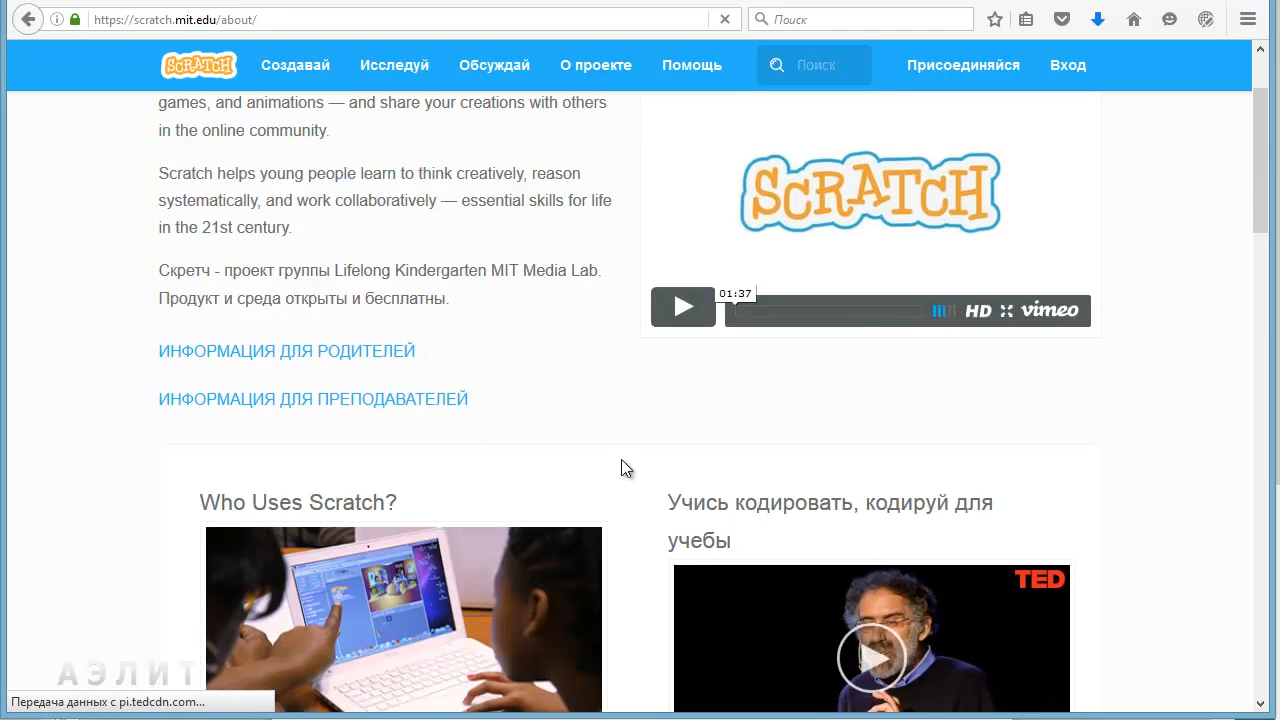 https://scratch.mit.edu/about/
Поиск
SCRATCH
Создавай
Исследуй
Обсуждай
О проекте
Помощь
Поиск
Присоединяйся
Вход
games, and animations — and share your creations with others
in the online community.
Scratch helps young people learn to think creatively, reason
systematically, and work collaboratively — essential skills for life
in the 21st century.
Скретч - проект группы Lifelong Kindergarten MIT Media Lab.
Продукт и среда открыты и бесплатны.
ИНФОРМАЦИЯ ДЛЯ РОДИТЕЛЕЙ
ИНФОРМАЦИЯ ДЛЯ ПРЕПОДАВАТЕЛЕЙ
SCRATCH
01:37
HD
vimeo
Who Uses Scratch?
Учись кодировать, кодируй для
учебы
TED
АЭЛИТ
Передача данных с pi.tedcdn.com...